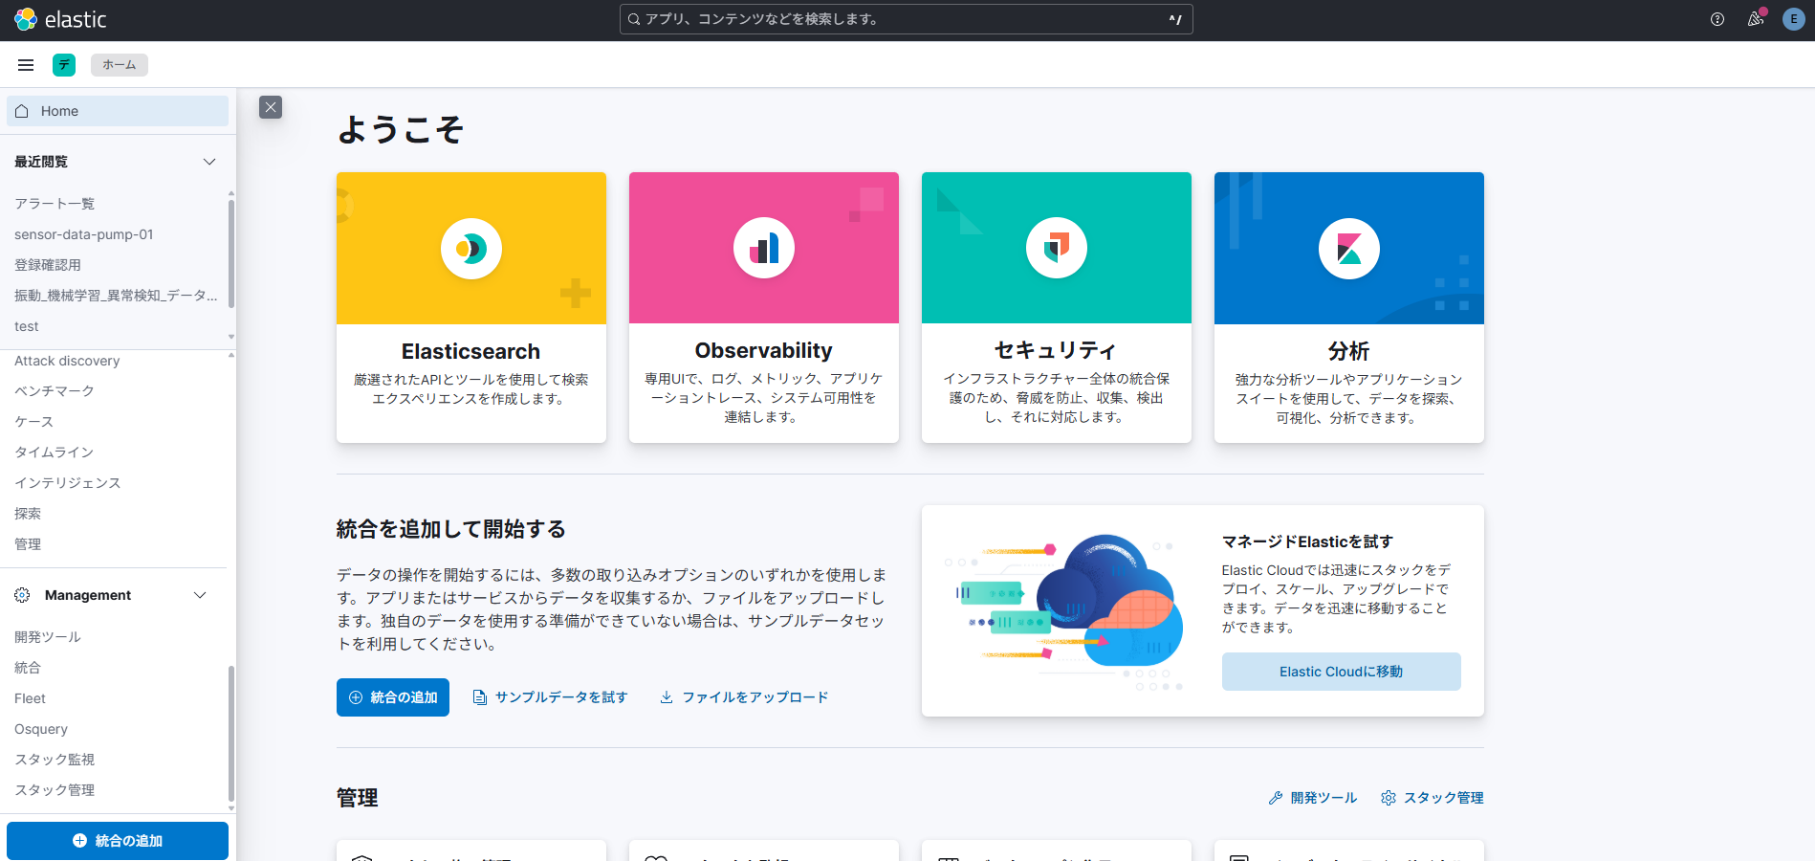 elastic
アプリ、コンテンツなどを検索します。
^/
E
デ
ホーム
Home
最近閲覧
アラート一覧
sensor-data-pump-01
登録確認用
振動_機械学習_異常検知_データ...
test
Attack discovery
ベンチマーク
ケース
タイムライン
インテリジェンス
探索
管理
Management
開発ツール
統合
Fleet
Osquery
スタック監視
スタック管理
統合の追加
ようこそ
Elasticsearch
厳選されたAPIとツールを使用して検索
エクスペリエンスを作成します。
Observability
専用UIで、ログ、メトリック、アプリケ
ーショントレース、システム可用性を
連結します。
セキュリティ
インフラストラクチャー全体の統合保
護のため、脅威を防止、収集、検出
し、それに対応します。
分析
強力な分析ツールやアプリケーション
スイートを使用して、データを探索、
可視化、分析できます。
統合を追加して開始する
データの操作を開始するには、多数の取り込みオプションのいずれかを使用しま
す。アプリまたはサービスからデータを収集するか、ファイルをアップロードし
ます。独自のデータを使用する準備ができていない場合は、サンプルデータセッ
トを利用してください。
統合の追加
サンプルデータを試す
ファイルをアップロード
マネージドElasticを試す
Elastic Cloudでは迅速にスタックをデ
プロイ、スケール、アップグレードで
きます。データを迅速に移動すること
ができます。
Elastic Cloudに移動
管理
開発ツール
スタック管理